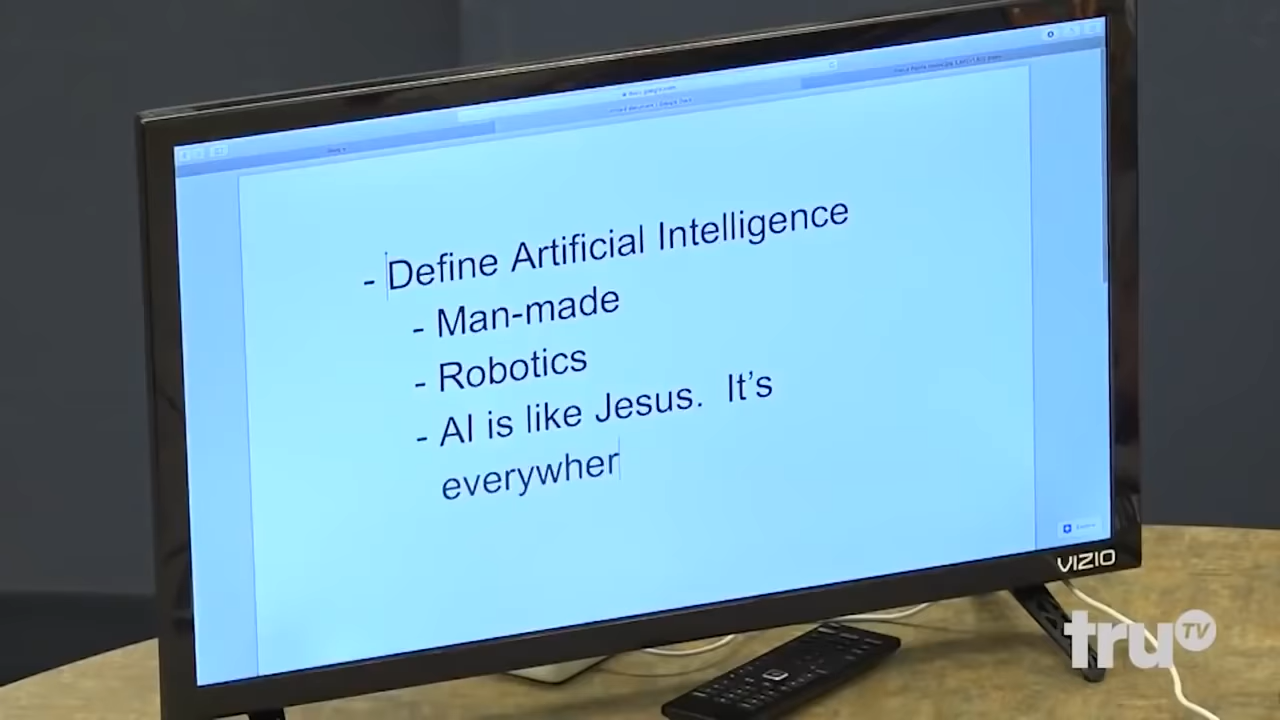 - Define Artificial Intelligence
- Man-made
- Robotics
- AI is like Jesus. It's
everywher
VIZIO
truTV